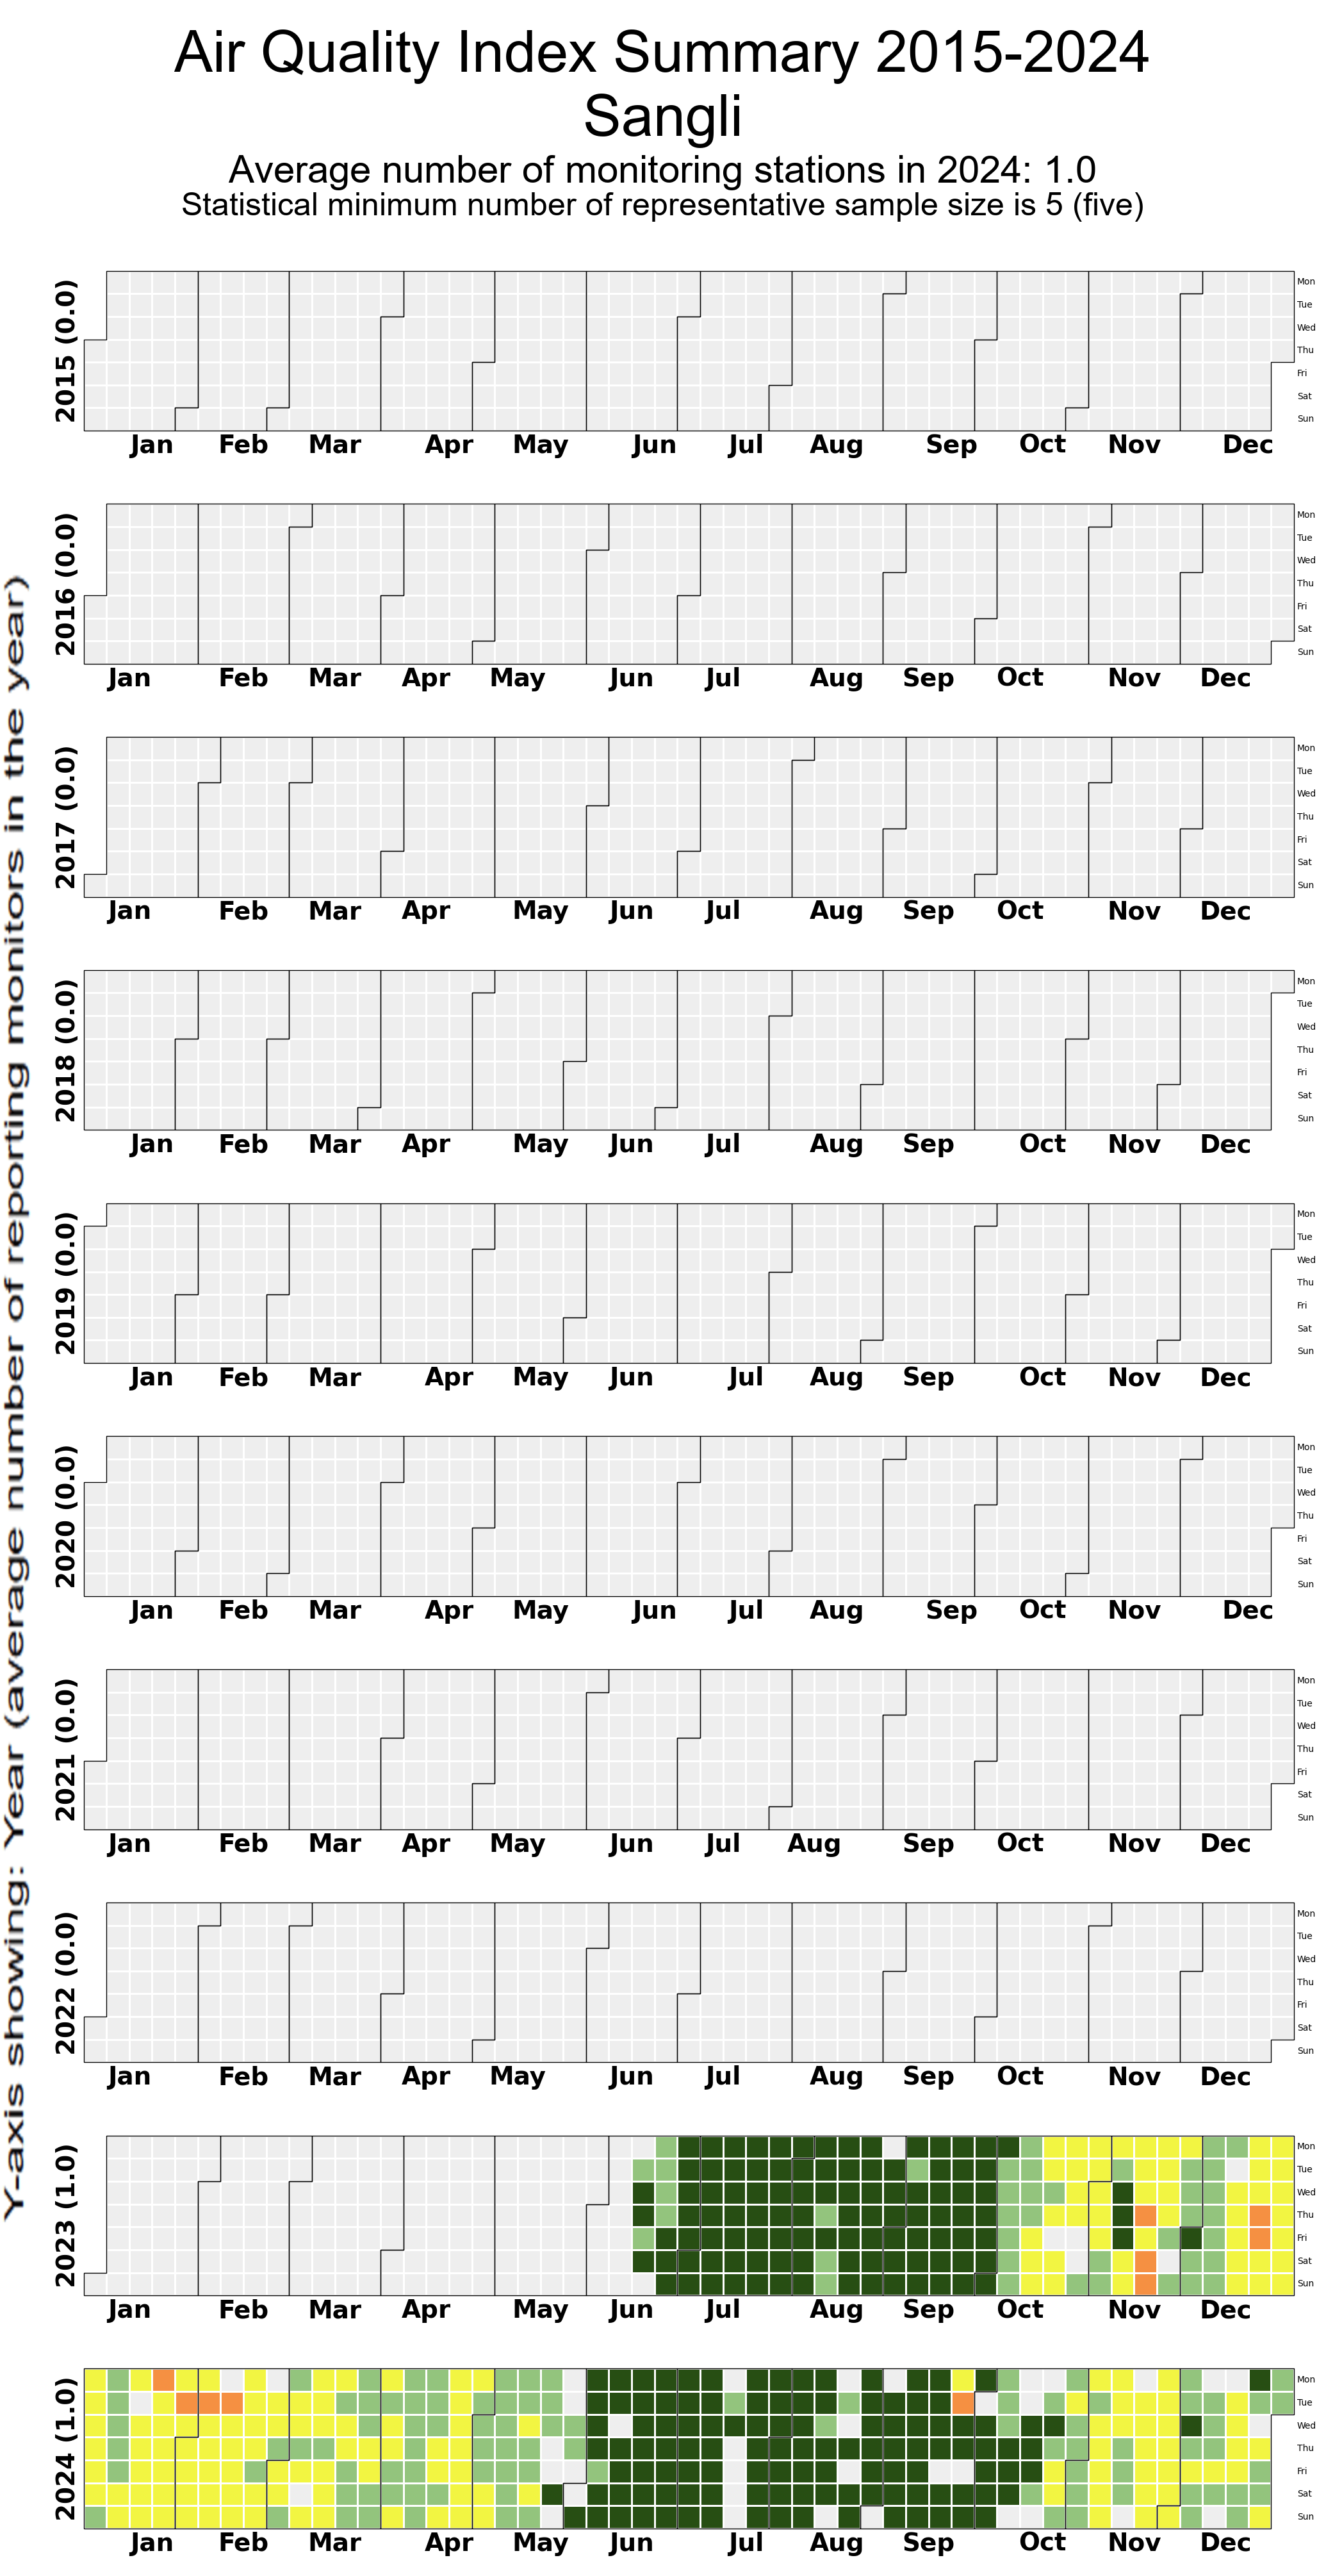 Air Quality Index Summary 2015-2024
Sangli
Average number of monitoring stations in 2024: 1.0
Statistical minimum number of representative sample size is 5 (five)
Y-axis showing: Year (average number of reporting monitors in the year)
2015 (0.0)
Mon
Tue
Wed
Thu
Fri
Sat
Sun
Jan Feb Mar Apr May Jun Jul Aug Sep Oct Nov Dec
2016 (0.0)
Mon
Tue
Wed
Thu
Fri
Sat
Sun
Jan Feb Mar Apr May Jun Jul Aug Sep Oct Nov Dec
2017 (0.0)
Mon
Tue
Wed
Thu
Fri
Sat
Sun
Jan Feb Mar Apr May Jun Jul Aug Sep Oct Nov Dec
2018 (0.0)
Mon
Tue
Wed
Thu
Fri
Sat
Sun
Jan Feb Mar Apr May Jun Jul Aug Sep Oct Nov Dec
2019 (0.0)
Mon
Tue
Wed
Thu
Fri
Sat
Sun
Jan Feb Mar Apr May Jun Jul Aug Sep Oct Nov Dec
2020 (0.0)
Mon
Tue
Wed
Thu
Fri
Sat
Sun
Jan Feb Mar Apr May Jun Jul Aug Sep Oct Nov Dec
2021 (0.0)
Mon
Tue
Wed
Thu
Fri
Sat
Sun
Jan Feb Mar Apr May Jun Jul Aug Sep Oct Nov Dec
2022 (0.0)
Mon
Tue
Wed
Thu
Fri
Sat
Sun
Jan Feb Mar Apr May Jun Jul Aug Sep Oct Nov Dec
2023 (1.0)
Mon
Tue
Wed
Thu
Fri
Sat
Sun
Jan Feb Mar Apr May Jun Jul Aug Sep Oct Nov Dec
2024 (1.0)
Mon
Tue
Wed
Thu
Fri
Sat
Sun
Jan Feb Mar Apr May Jun Jul Aug Sep Oct Nov Dec